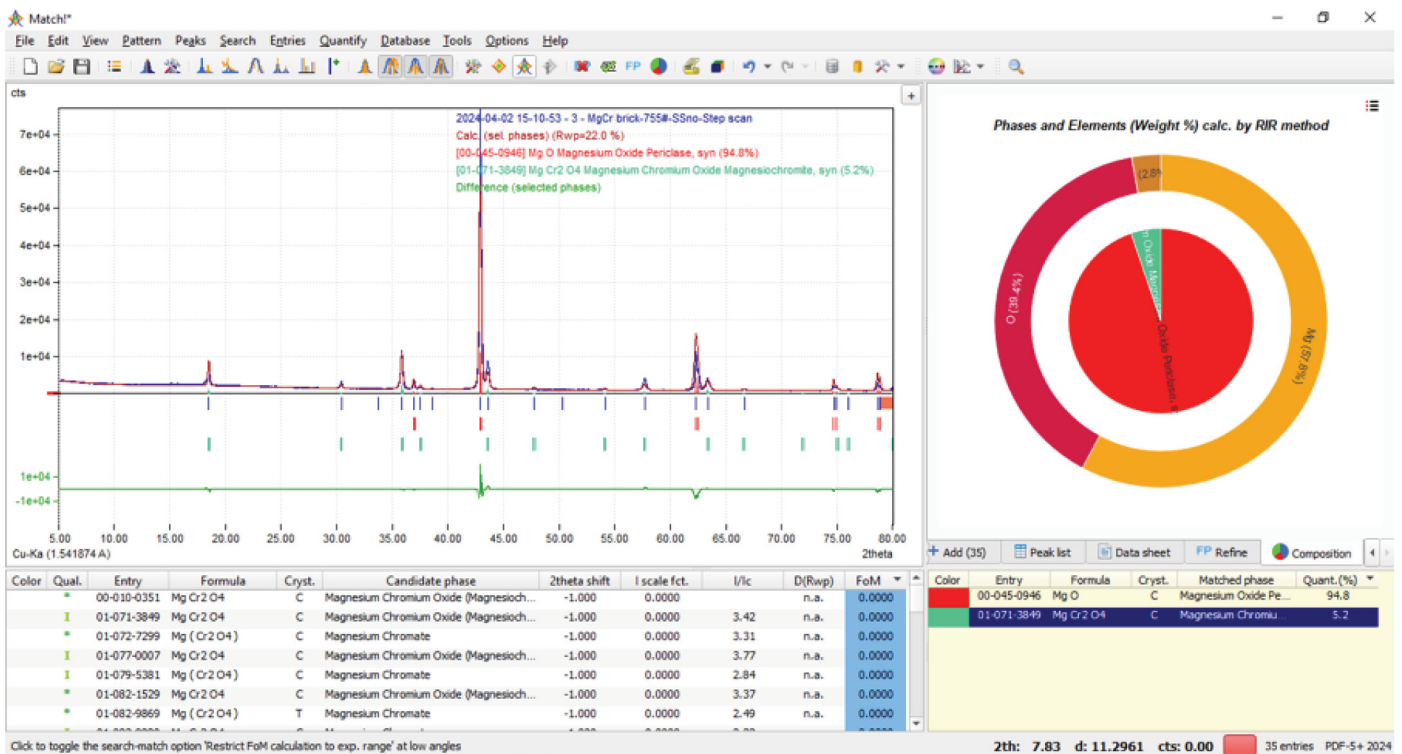 Match!*
File Edit View Pattern Peaks Search Entries Quantify Database Tools Options Help
FP
cts
+
2024-04-02 15-10-53 - 3 - MgCr brick-755#-SSno-Step scan
Calc. (sel. phases) (Rwp=22.0 %)
[00-045-0946] Mg O Magnesium Oxide Periclase, syn (94.8%)
[01-071-3849] Mg Cr2 O4 Magnesium Chromium Oxide Magnesiochromite, syn (5.2%)
Difference (selected phases)
7e+04
6e+04
5e+04
4e+04
3e+04
2e+04
1e+04
1e+04
-1e+04
5.00 10.00 15.00 20.00 25.00 30.00 35.00 40.00 45.00 50.00 55.00 60.00 65.00 70.00 75.00 80.00
Cu-Ka (1.541874 A) 2theta
Phases and Elements (Weight %) calc. by RIR method
(2.8%
O (39.4%)
Mg (57.8%)
n Oxide Magnes
Oxide Periclase, s
+ Add (35) Peak list Data sheet FP Refine Composition
Color Qual. Entry Formula Cryst. Candidate phase 2theta shift I scale fct. I/Ic D(Rwp) FoM
* 00-010-0351 Mg Cr2 O4 C Magnesium Chromium Oxide (Magnesioch... -1.000 0.0000 n.a. 0.0000
I 01-071-3849 Mg Cr2 O4 C Magnesium Chromium Oxide (Magnesioch... -1.000 0.0000 3.42 n.a. 0.0000
* 01-072-7299 Mg ( Cr2 O4 ) C Magnesium Chromate -1.000 0.0000 3.31 n.a. 0.0000
I 01-077-0007 Mg Cr2 O4 C Magnesium Chromium Oxide (Magnesioch... -1.000 0.0000 3.77 n.a. 0.0000
I 01-079-5381 Mg ( Cr2 O4 ) C Magnesium Chromate -1.000 0.0000 2.84 n.a. 0.0000
* 01-082-1529 Mg Cr2 O4 C Magnesium Chromium Oxide (Magnesioch... -1.000 0.0000 3.37 n.a. 0.0000
* 01-082-9869 Mg ( Cr2 O4 ) T Magnesium Chromate -1.000 0.0000 2.49 n.a. 0.0000
Color Entry Formula Cryst. Matched phase Quant.(%)
00-045-0946 Mg O C Magnesium Oxide Pe... 94.8
01-071-3849 Mg Cr2 O4 C Magnesium Chromiu... 5.2
Click to toggle the search-match option 'Restrict FoM calculation to exp. range' at low angles
2th: 7.83 d: 11.2961 cts: 0.00 35 entries PDF-5+ 2024